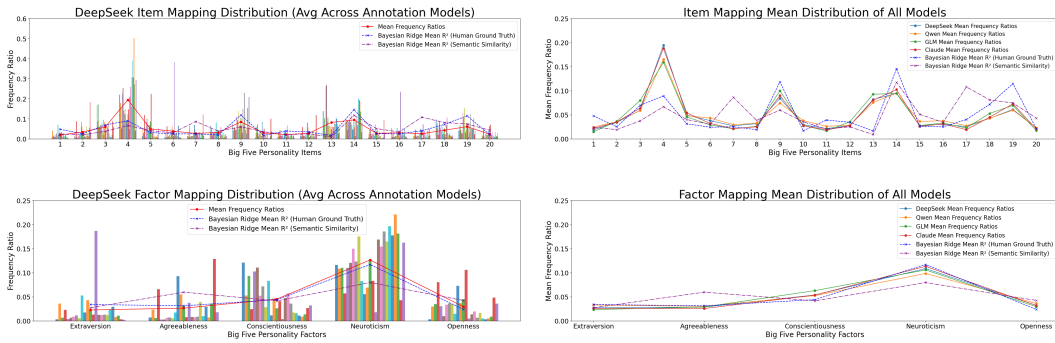 DeepSeek Item Mapping Distribution (Avg Across Annotation Models)
Frequency Ratio
0.6
0.5
0.4
0.3
0.2
0.1
0.0
Mean Frequency Ratios
Bayesian Ridge Mean R² (Human Ground Truth)
Bayesian Ridge Mean R² (Semantic Similarity)
1 2 3 4 5 6 7 8 9 10 11 12 13 14 15 16 17 18 19 20
Big Five Personality Items
Item Mapping Mean Distribution of All Models
Mean Frequency Ratio
0.25
0.20
0.15
0.10
0.05
0.00
DeepSeek Mean Frequency Ratios
Qwen Mean Frequency Ratios
GLM Mean Frequency Ratios
Claude Mean Frequency Ratios
Bayesian Ridge Mean R² (Human Ground Truth)
Bayesian Ridge Mean R² (Semantic Similarity)
1 2 3 4 5 6 7 8 9 10 11 12 13 14 15 16 17 18 19 20
Big Five Personality Items
DeepSeek Factor Mapping Distribution (Avg Across Annotation Models)
Frequency Ratio
0.25
0.20
0.15
0.10
0.05
0.00
Mean Frequency Ratios
Bayesian Ridge Mean R² (Human Ground Truth)
Bayesian Ridge Mean R² (Semantic Similarity)
Extraversion Agreeableness Conscientiousness Neuroticism Openness
Big Five Personality Factors
Factor Mapping Mean Distribution of All Models
Mean Frequency Ratio
0.25
0.20
0.15
0.10
0.05
0.00
DeepSeek Mean Frequency Ratios
Qwen Mean Frequency Ratios
GLM Mean Frequency Ratios
Claude Mean Frequency Ratios
Bayesian Ridge Mean R² (Human Ground Truth)
Bayesian Ridge Mean R² (Semantic Similarity)
Extraversion Agreeableness Conscientiousness Neuroticism Openness
Big Five Personality Factors